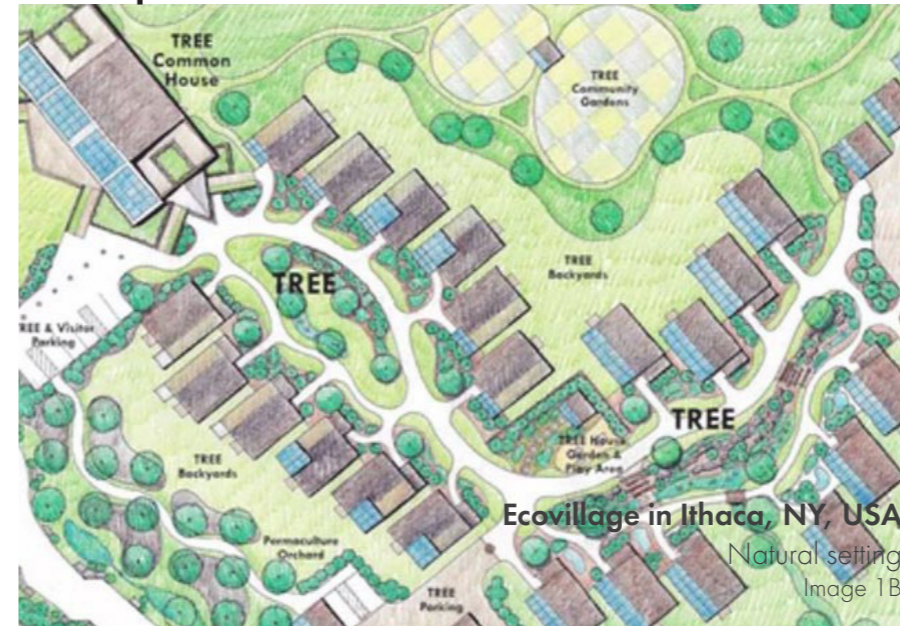 TREE
Common
House
TREE
Community
Gardens
TREE
Backyards
TREE
REE & Visitor
Parking
TREE
TREE House
Garden &
Play Area
TREE
Backyards
Permaculture
Orchard
TREE
Parking
Ecovillage in Ithaca, NY, USA
Natural setting
Image 1B